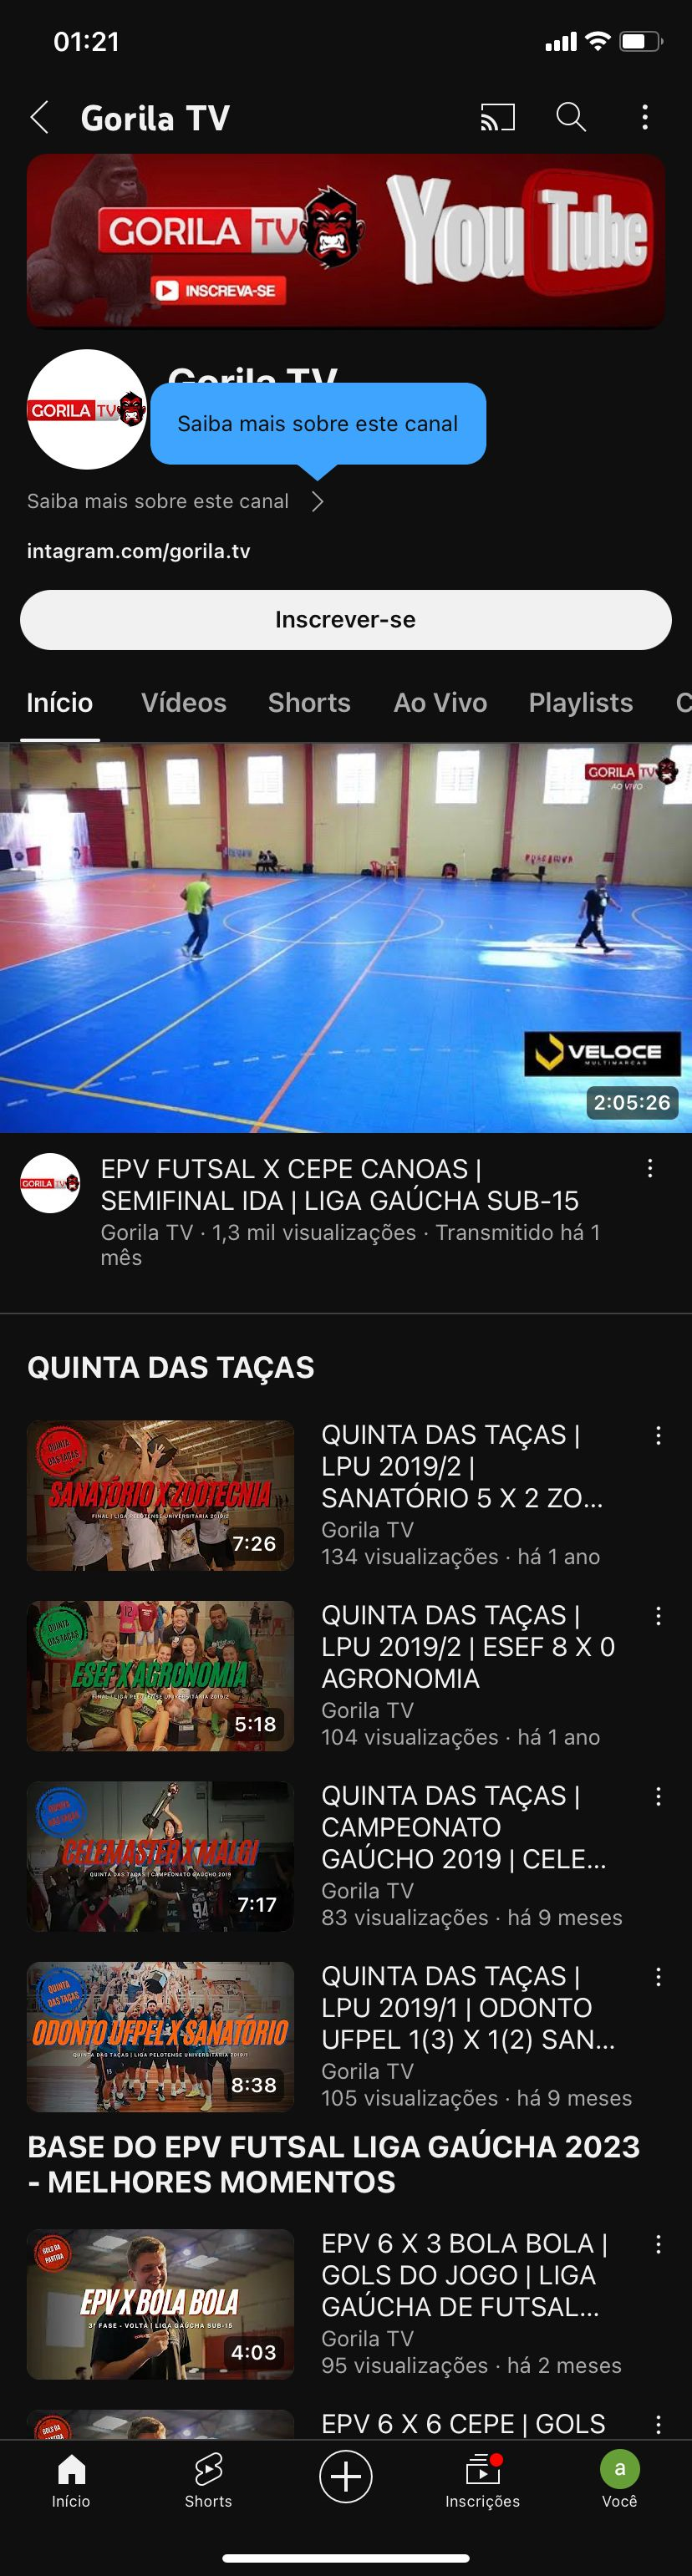 01:21
Gorila TV
GORILA TV
YouTube
INSCREVA-SE
GORILA TV
Gorila TV
Saiba mais sobre este canal
Saiba mais sobre este canal
intagram.com/gorila.tv
Inscrever-se
Início Vídeos Shorts Ao Vivo Playlists C
GORILA TV
AO VIVO
VELOCE
MULTIMARCAS
2:05:26
GORILA TV
EPV FUTSAL X CEPE CANOAS |
SEMIFINAL IDA | LIGA GAÚCHA SUB-15
Gorila TV · 1,3 mil visualizações · Transmitido há 1
mês
QUINTA DAS TAÇAS
QUINTA
DAS TAÇAS
SANATÓRIO X ZOOTECNIA
FINAL | LIGA PELOTENSE UNIVERSITÁRIA 2019/2
7:26
QUINTA DAS TAÇAS |
LPU 2019/2 |
SANATÓRIO 5 X 2 ZO...
Gorila TV
134 visualizações · há 1 ano
QUINTA
DAS TAÇAS
ESEF X AGRONOMIA
FINAL | LIGA PELOTENSE UNIVERSITÁRIA 2019/2
5:18
QUINTA DAS TAÇAS |
LPU 2019/2 | ESEF 8 X 0
AGRONOMIA
Gorila TV
104 visualizações · há 1 ano
QUINTA
DAS TAÇAS
CELEMASTER X MALGI
QUINTA DAS TAÇAS | CAMPEONATO GAÚCHO 2019
94
7:17
QUINTA DAS TAÇAS |
CAMPEONATO
GAÚCHO 2019 | CELE...
Gorila TV
83 visualizações · há 9 meses
QUINTA
DAS TAÇAS
ODONTO UFPEL X SANATÓRIO
QUINTA DAS TAÇAS | LIGA PELOTENSE UNIVERSITÁRIA 2019/1
8:38
QUINTA DAS TAÇAS |
LPU 2019/1 | ODONTO
UFPEL 1(3) X 1(2) SAN...
Gorila TV
105 visualizações · há 9 meses
BASE DO EPV FUTSAL LIGA GAÚCHA 2023
- MELHORES MOMENTOS
GOLS DA
PARTIDA
EPV X BOLA BOLA
3ª FASE - VOLTA | LIGA GAÚCHA SUB-15
4:03
EPV 6 X 3 BOLA BOLA |
GOLS DO JOGO | LIGA
GAÚCHA DE FUTSAL...
Gorila TV
95 visualizações · há 2 meses
GOLS DA
EPV 6 X 6 CEPE | GOLS
Início Shorts Inscrições a Você